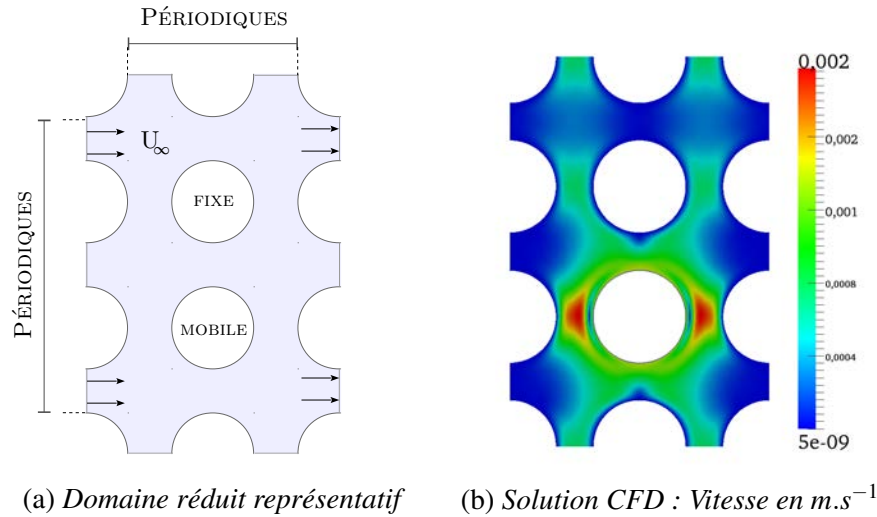 PÉRIODIQUES
PÉRIODIQUES
U∞
FIXE
MOBILE
0,002
0,002
0,001
0,0008
0,0004
5e-09
(a) Domaine réduit représentatif
(b) Solution CFD : Vitesse en m.s−1